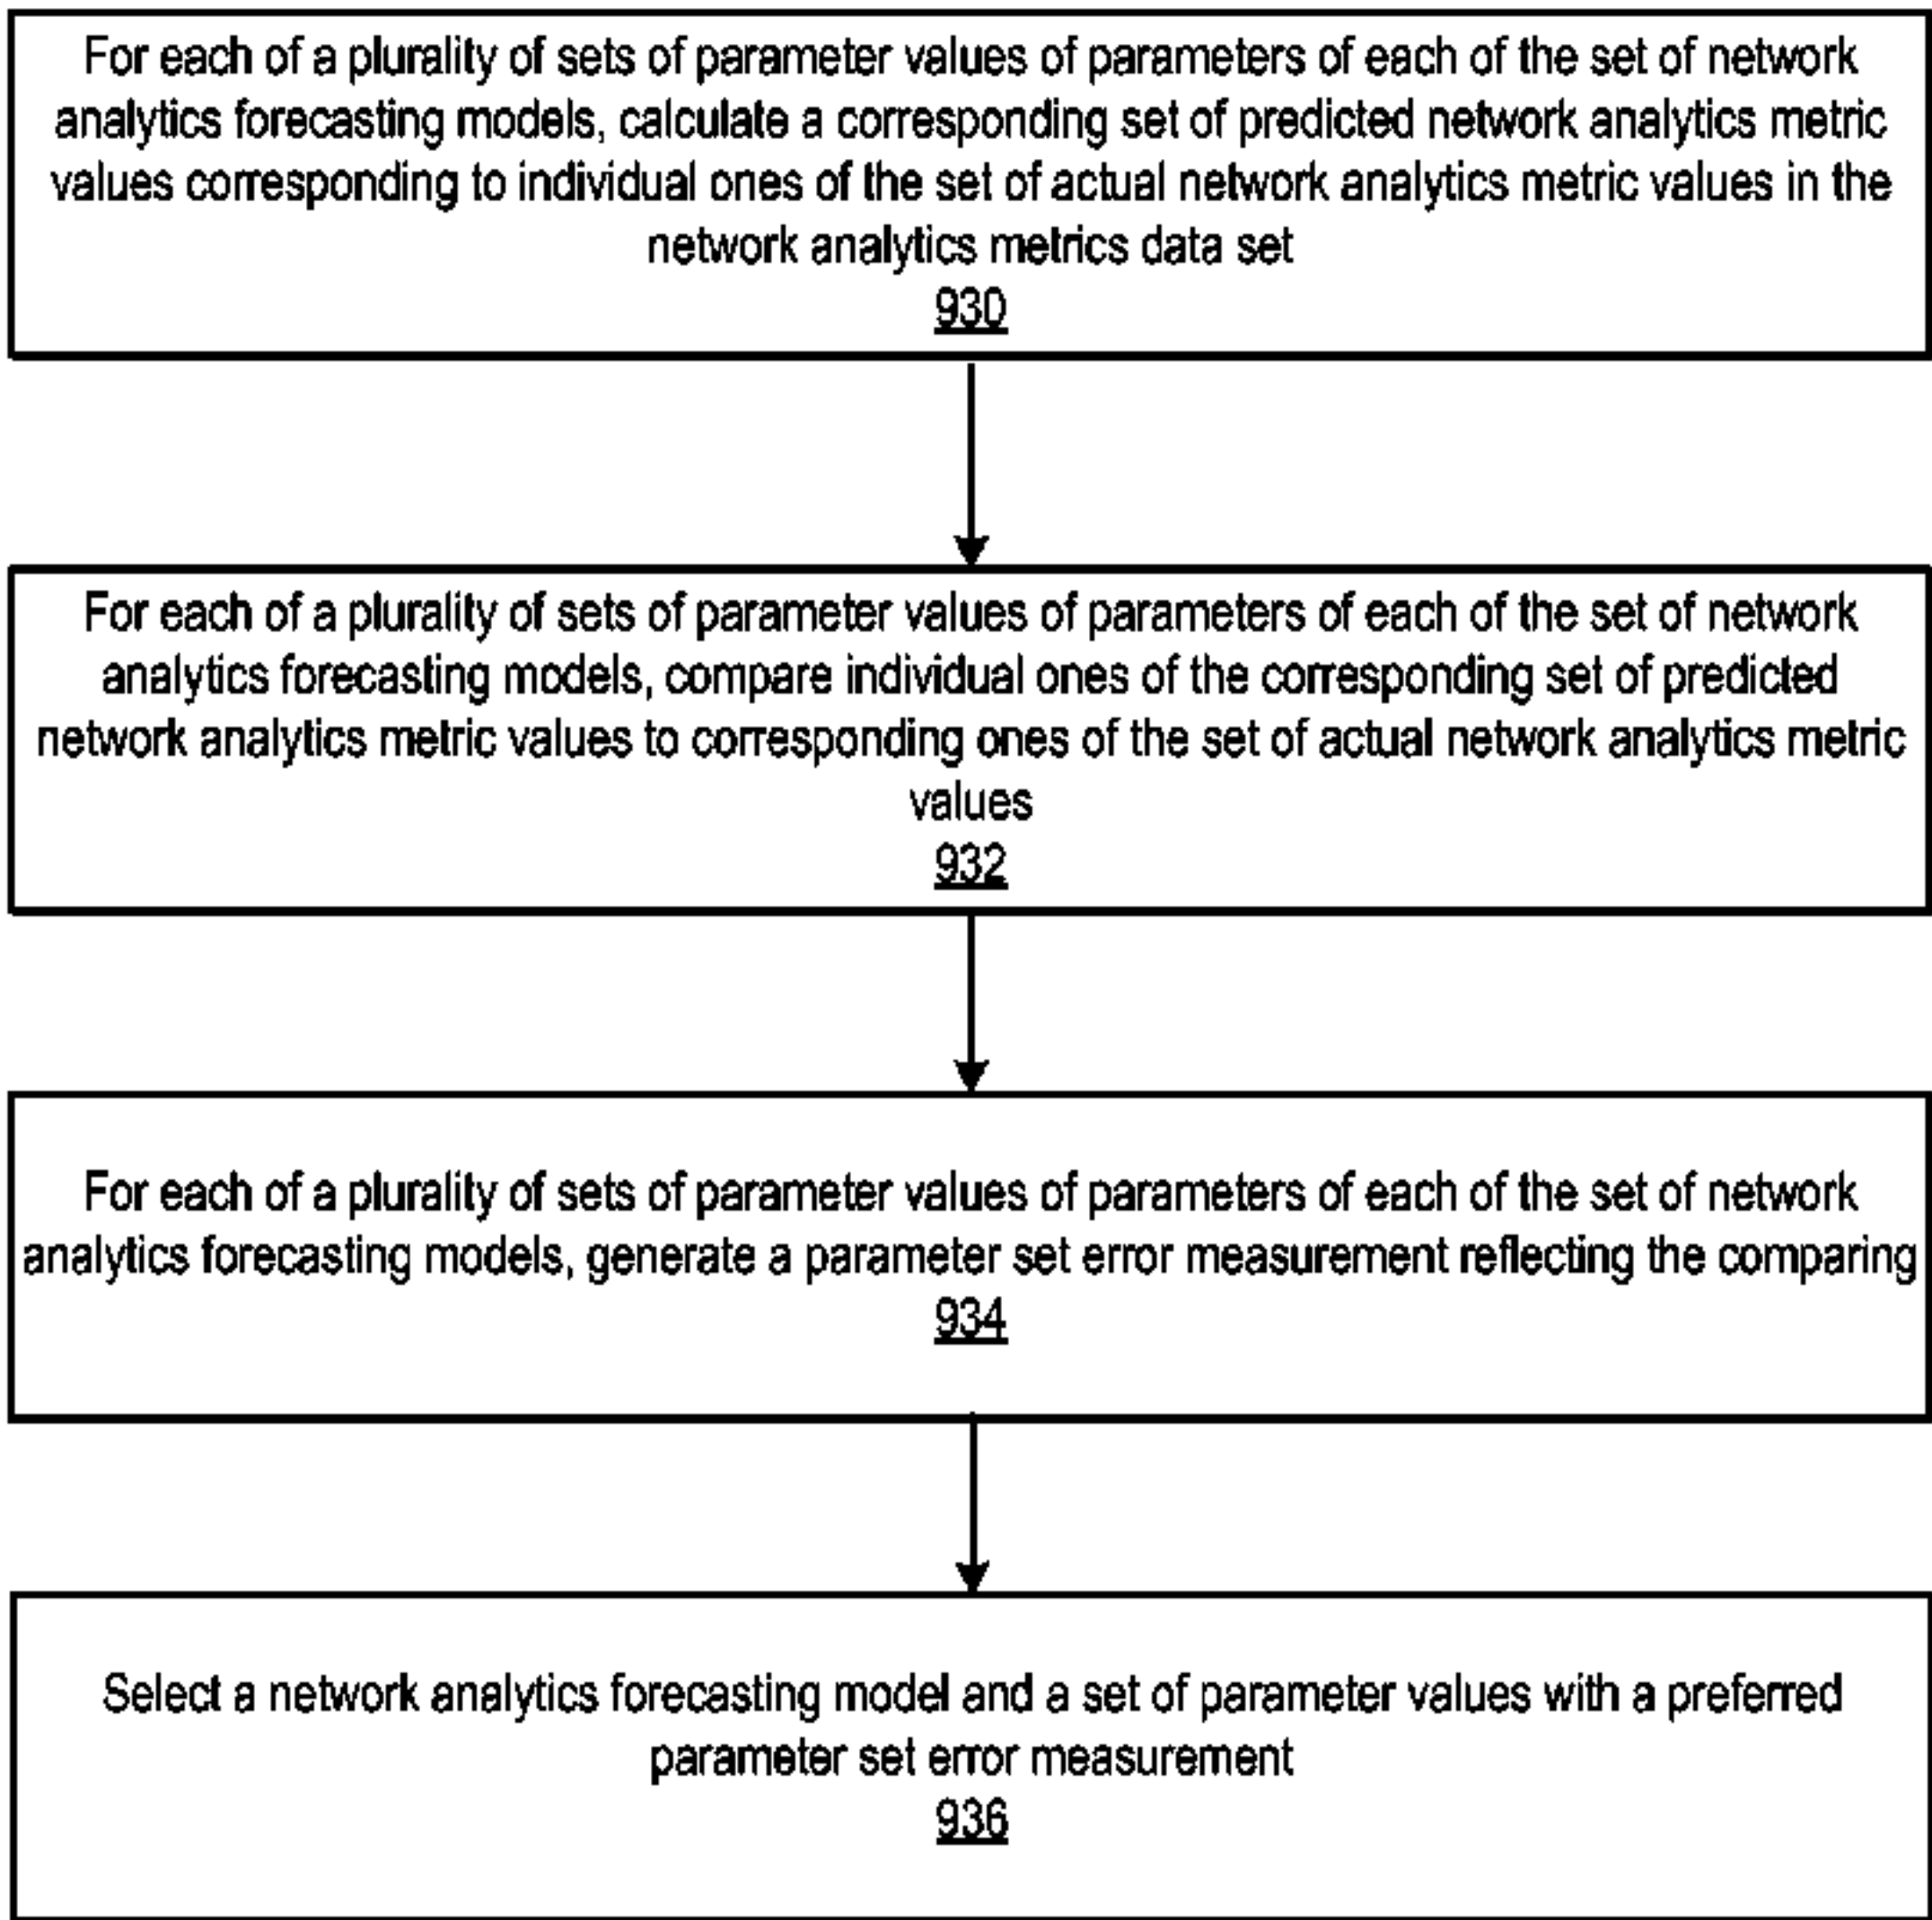 For each of a plurality of sets of parameter values of parameters of each of the set of network
analytics forecasting models, calculate a corresponding set of predicted network analytics metric
values corresponding to individual ones of the set of actual network analytics metric values in the
network analytics metrics data set
930
For each of a plurality of sets of parameter values of parameters of each of the set of network
analytics forecasting models, compare individual ones of the corresponding set of predicted
network analytics metric values to corresponding ones of the set of actual network analytics metric
values
932
For each of a plurality of sets of parameter values of parameters of each of the set of network
analytics forecasting models, generate a parameter set error measurement reflecting the comparing
934
Select a network analytics forecasting model and a set of parameter values with a preferred
parameter set error measurement
936